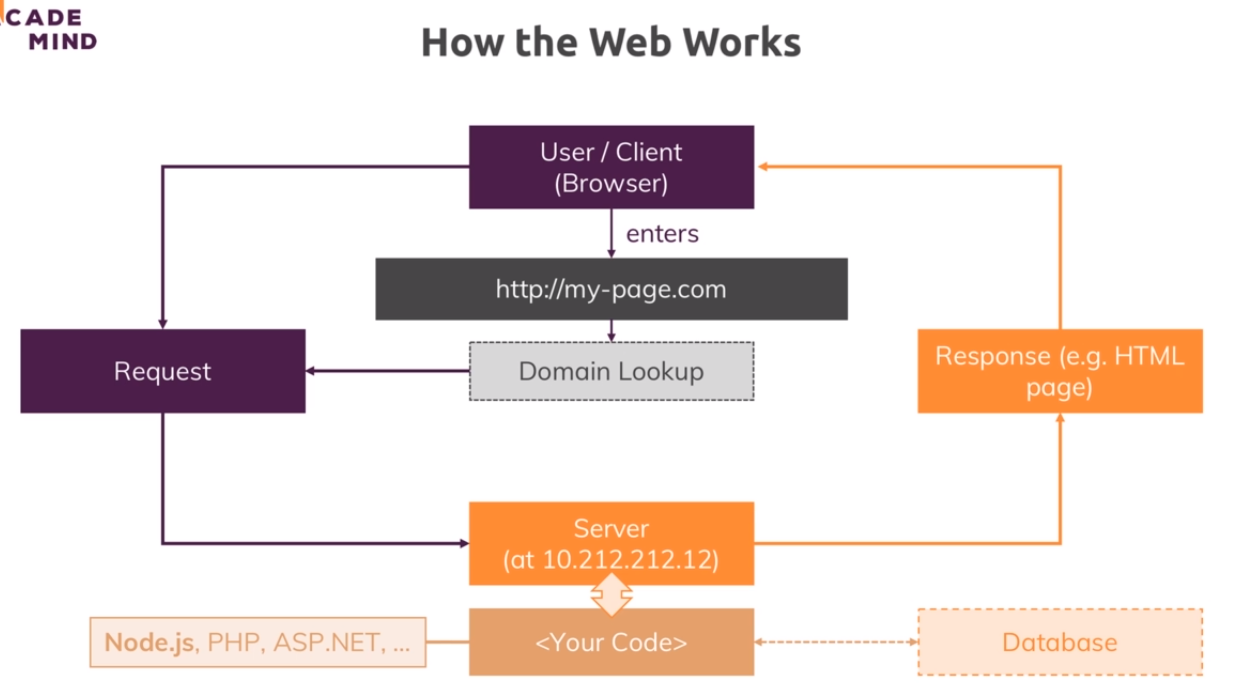 CADE
MIND
How the Web Works
User / Client
(Browser)
enters
http://my-page.com
Domain Lookup
Request
Response (e.g. HTML
page)
Server
(at 10.212.212.12)
Node.js, PHP, ASP.NET, ...
<Your Code>
Database